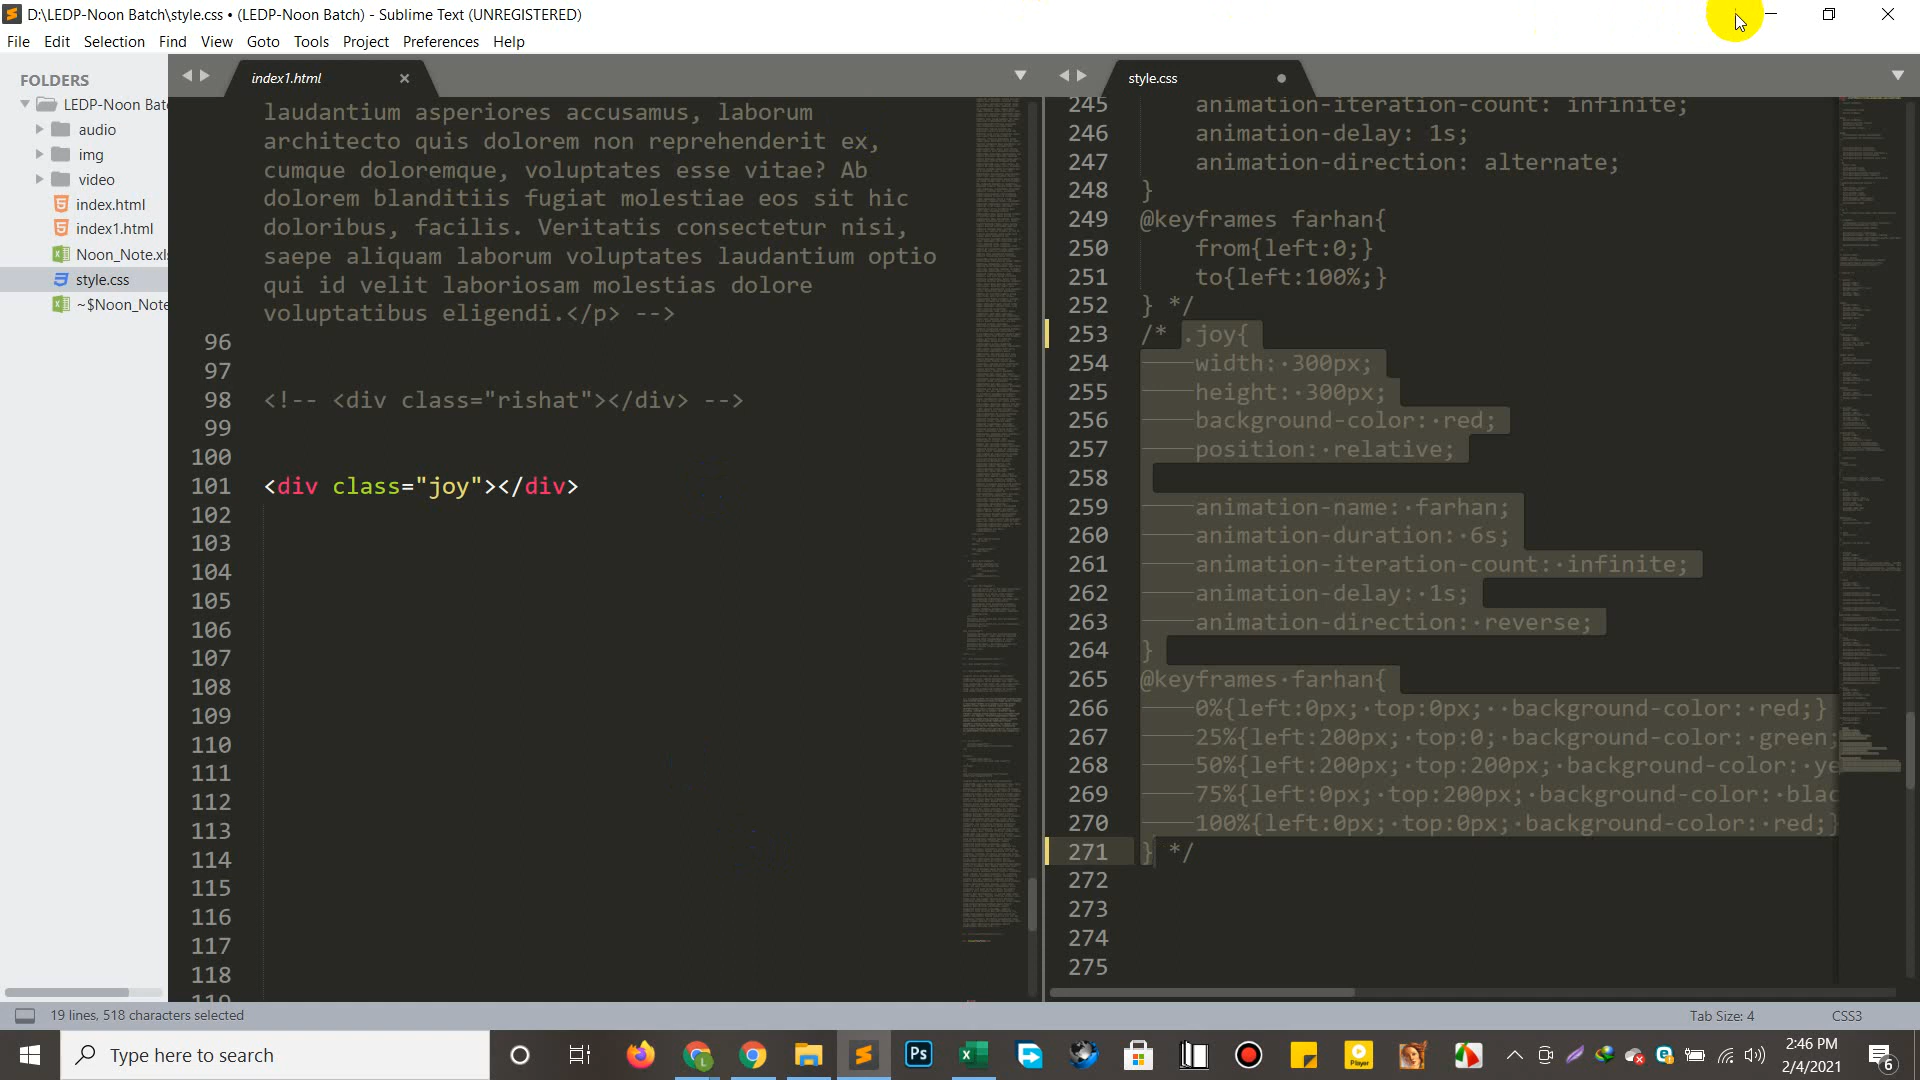 D:\LEDP-Noon Batch\style.css • (LEDP-Noon Batch) - Sublime Text (UNREGISTERED)
File Edit Selection Find View Goto Tools Project Preferences Help
FOLDERS
LEDP-Noon Bat
audio
img
video
index.html
index1.html
Noon_Note.xl
style.css
~$Noon_Note
index1.html
laudantium asperiores accusamus, laborum
architecto quis dolorem non reprehenderit ex,
cumque doloremque, voluptates esse vitae? Ab
dolorem blanditiis fugiat molestiae eos sit hic
doloribus, facilis. Veritatis consectetur nisi,
saepe aliquam laborum voluptates laudantium optio
qui id velit laboriosam molestias dolore
voluptatibus eligendi.</p> -->
96
97
98 <!-- <div class="rishat"></div> -->
99
100
101 <div class="joy"></div>
102
103
104
105
106
107
108
109
110
111
112
113
114
115
116
117
118
119
style.css
245 animation-iteration-count: infinite;
246 animation-delay: 1s;
247 animation-direction: alternate;
248 }
249 @keyframes farhan{
250 from{left:0;}
251 to{left:100%;}
252 } */
253 /* .joy{
254 width: 300px;
255 height: 300px;
256 background-color: red;
257 position: relative;
258
259 animation-name: farhan;
260 animation-duration: 6s;
261 animation-iteration-count: infinite;
262 animation-delay: 1s;
263 animation-direction: reverse;
264 }
265 @keyframes farhan{
266 0%{left:0px; top:0px;  background-color: red;}
267 25%{left:200px; top:0; background-color: green;
268 50%{left:200px; top:200px; background-color: ye
269 75%{left:0px; top:200px; background-color: blac
270 100%{left:0px; top:0px; background-color: red;}
271 } */
272
273
274
275
19 lines, 518 characters selected
Tab Size: 4
CSS3
Type here to search
L
Ps
Player
2:46 PM
2/4/2021
6